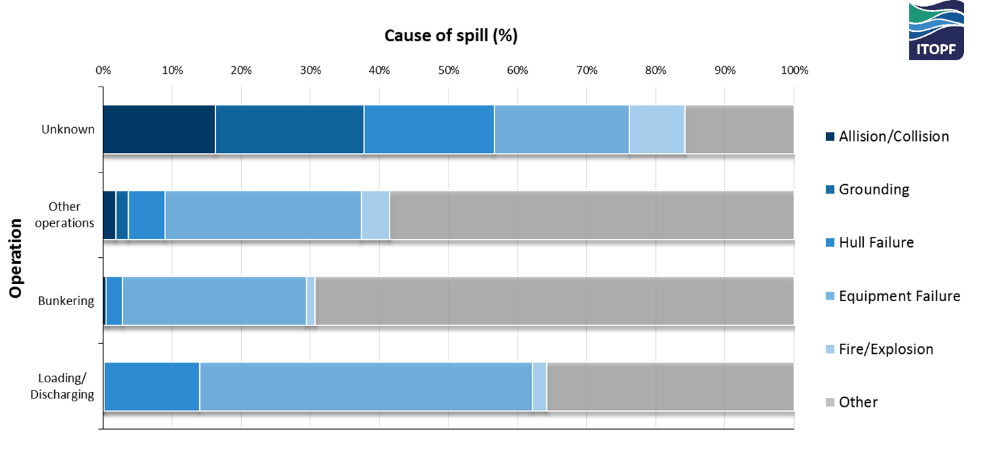 ITOPF
Cause of spill (%)
0% 10% 20% 30% 40% 50% 60% 70% 80% 90% 100%
Operation
Unknown
Other
operations
Bunkering
Loading/
Discharging
Allision/Collision
Grounding
Hull Failure
Equipment Failure
Fire/Explosion
Other